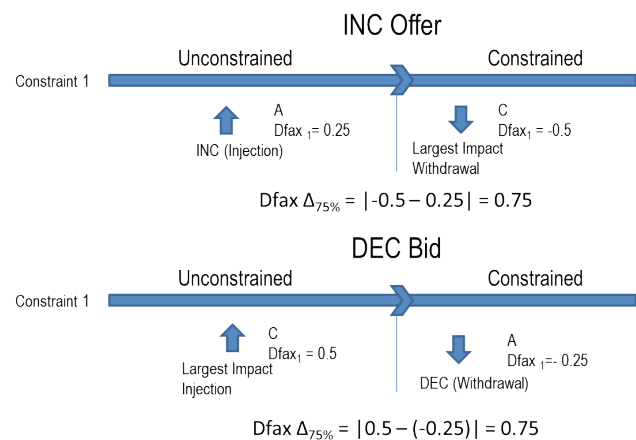 INC Offer
Unconstrained
Constrained
Constraint 1
A
Dfax ₁= 0.25
INC (Injection)
C
Dfax₁ = -0.5
Largest Impact
Withdrawal
Dfax Δ₇₅% = |-0.5 – 0.25| = 0.75
DEC Bid
Unconstrained
Constrained
Constraint 1
C
Dfax₁ = 0.5
Largest Impact
Injection
A
Dfax ₁=- 0.25
DEC (Withdrawal)
Dfax Δ₇₅% = |0.5 – (-0.25)| = 0.75